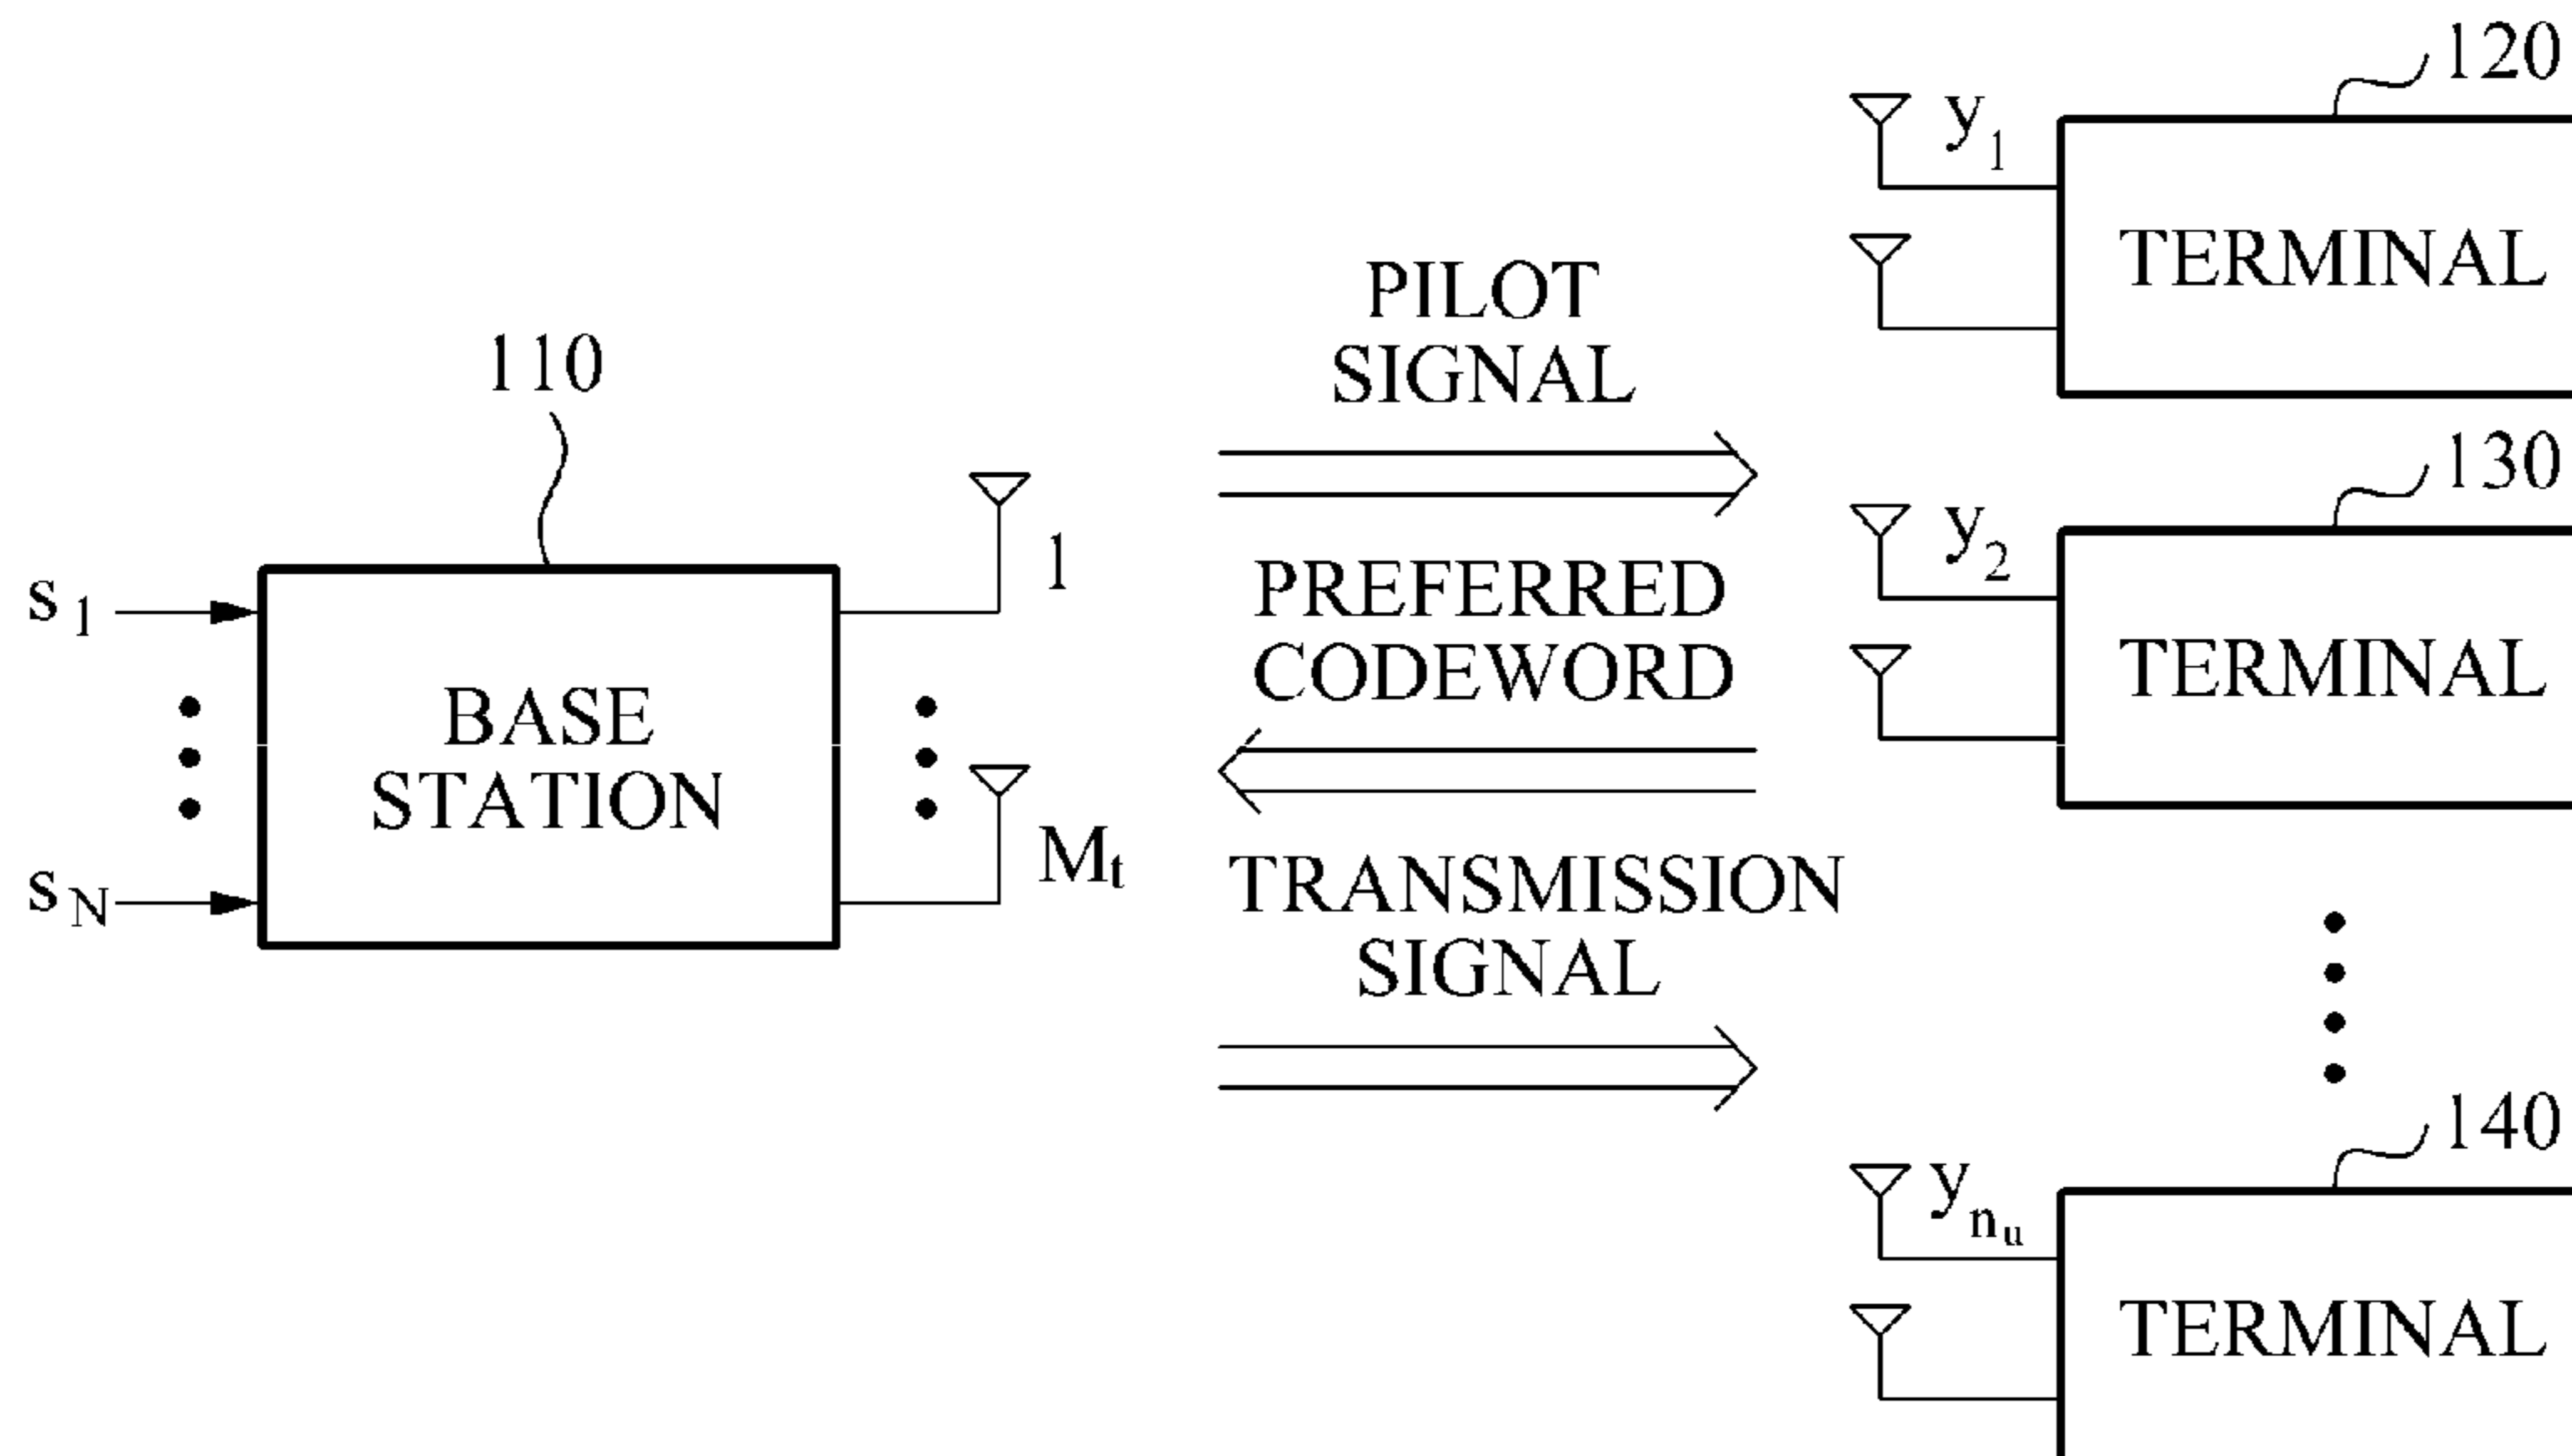 110
s1
sN
BASE
STATION
1
Mt
PILOT
SIGNAL
PREFERRED
CODEWORD
TRANSMISSION
SIGNAL
120
y1
TERMINAL
130
y2
TERMINAL
140
ynu
TERMINAL